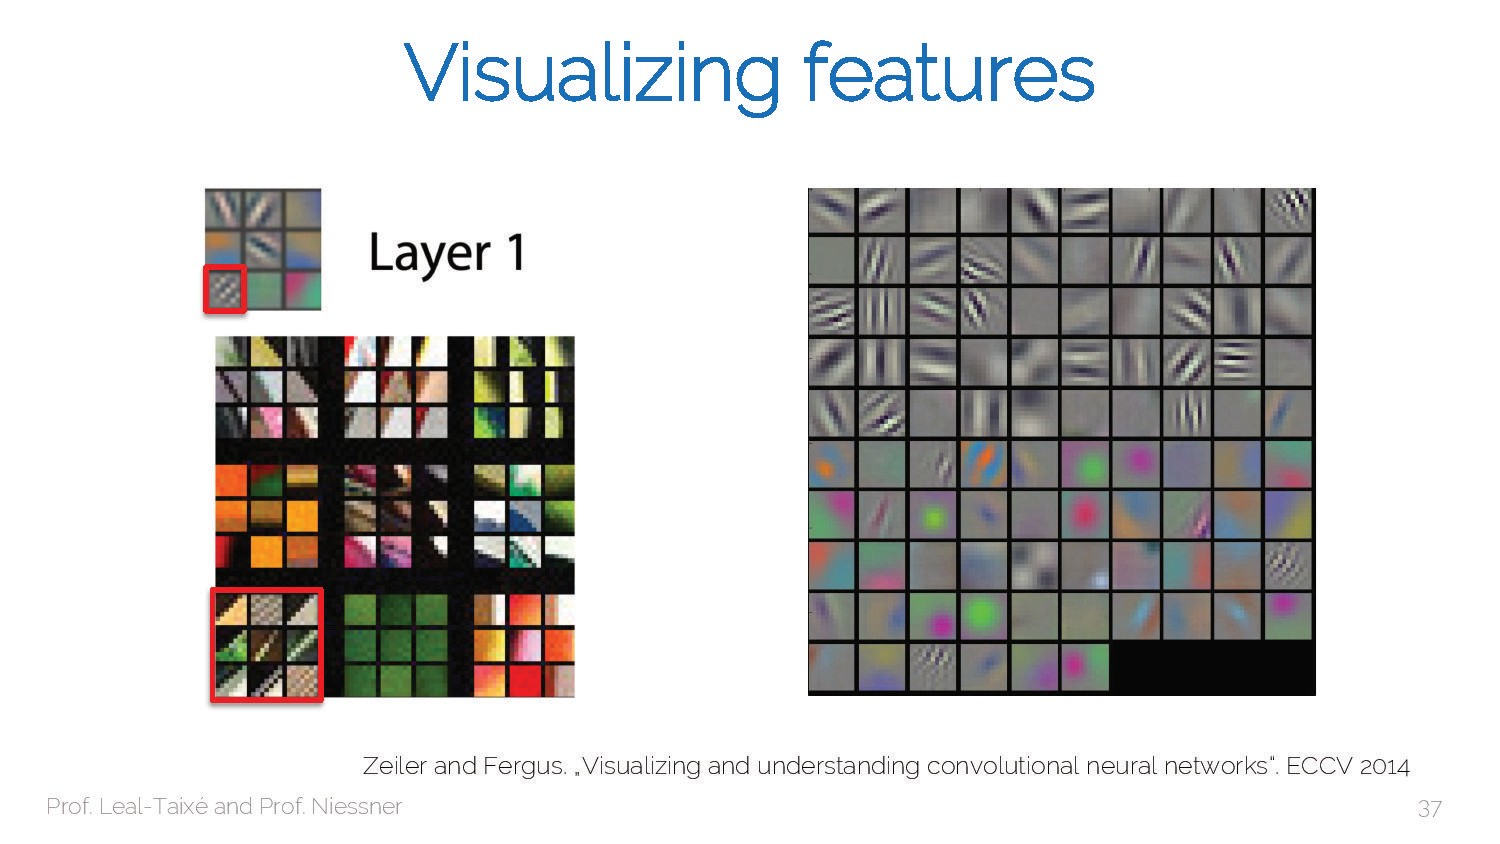 Visualizing features
Layer 1
Zeiler and Fergus. „Visualizing and understanding convolutional neural networks“. ECCV 2014
Prof. Leal-Taixé and Prof. Niessner
37